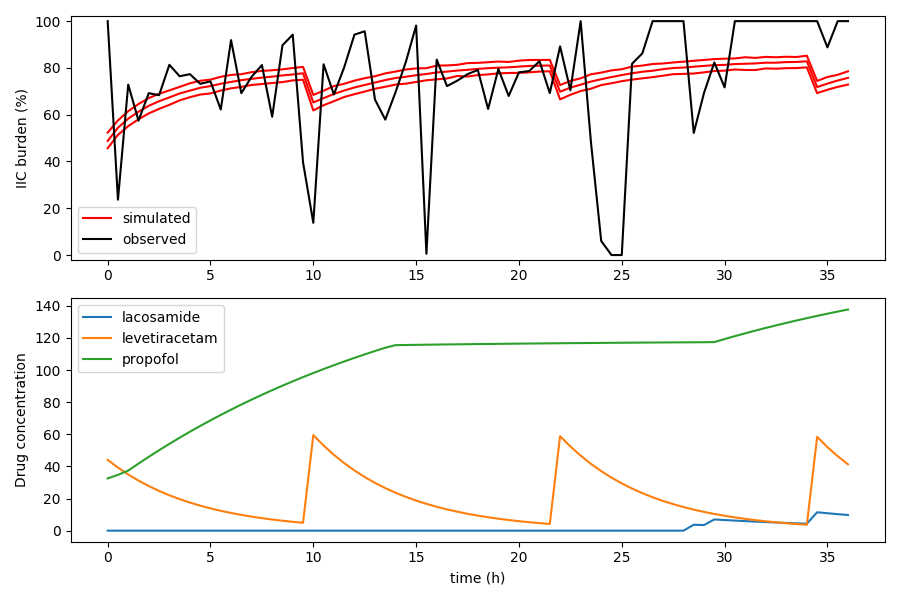 100
80
60
40
20
0
IIC burden (%)
simulated
observed
0 5 10 15 20 25 30 35
140
120
100
80
60
40
20
0
Drug concentration
lacosamide
levetiracetam
propofol
0 5 10 15 20 25 30 35
time (h)